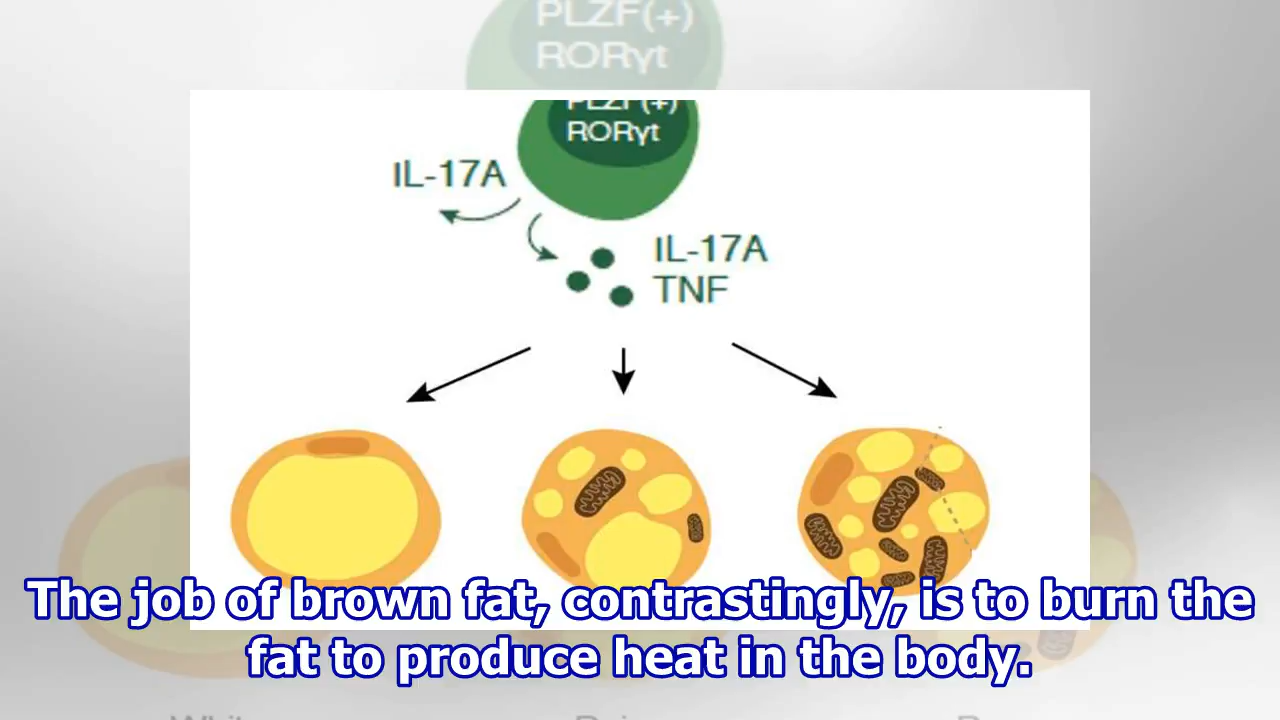 PLZF(+)
RORγt
PLZF(+)
RORγt
IL-17A
IL-17A
TNF
The job of brown fat, contrastingly, is to burn the
fat to produce heat in the body.